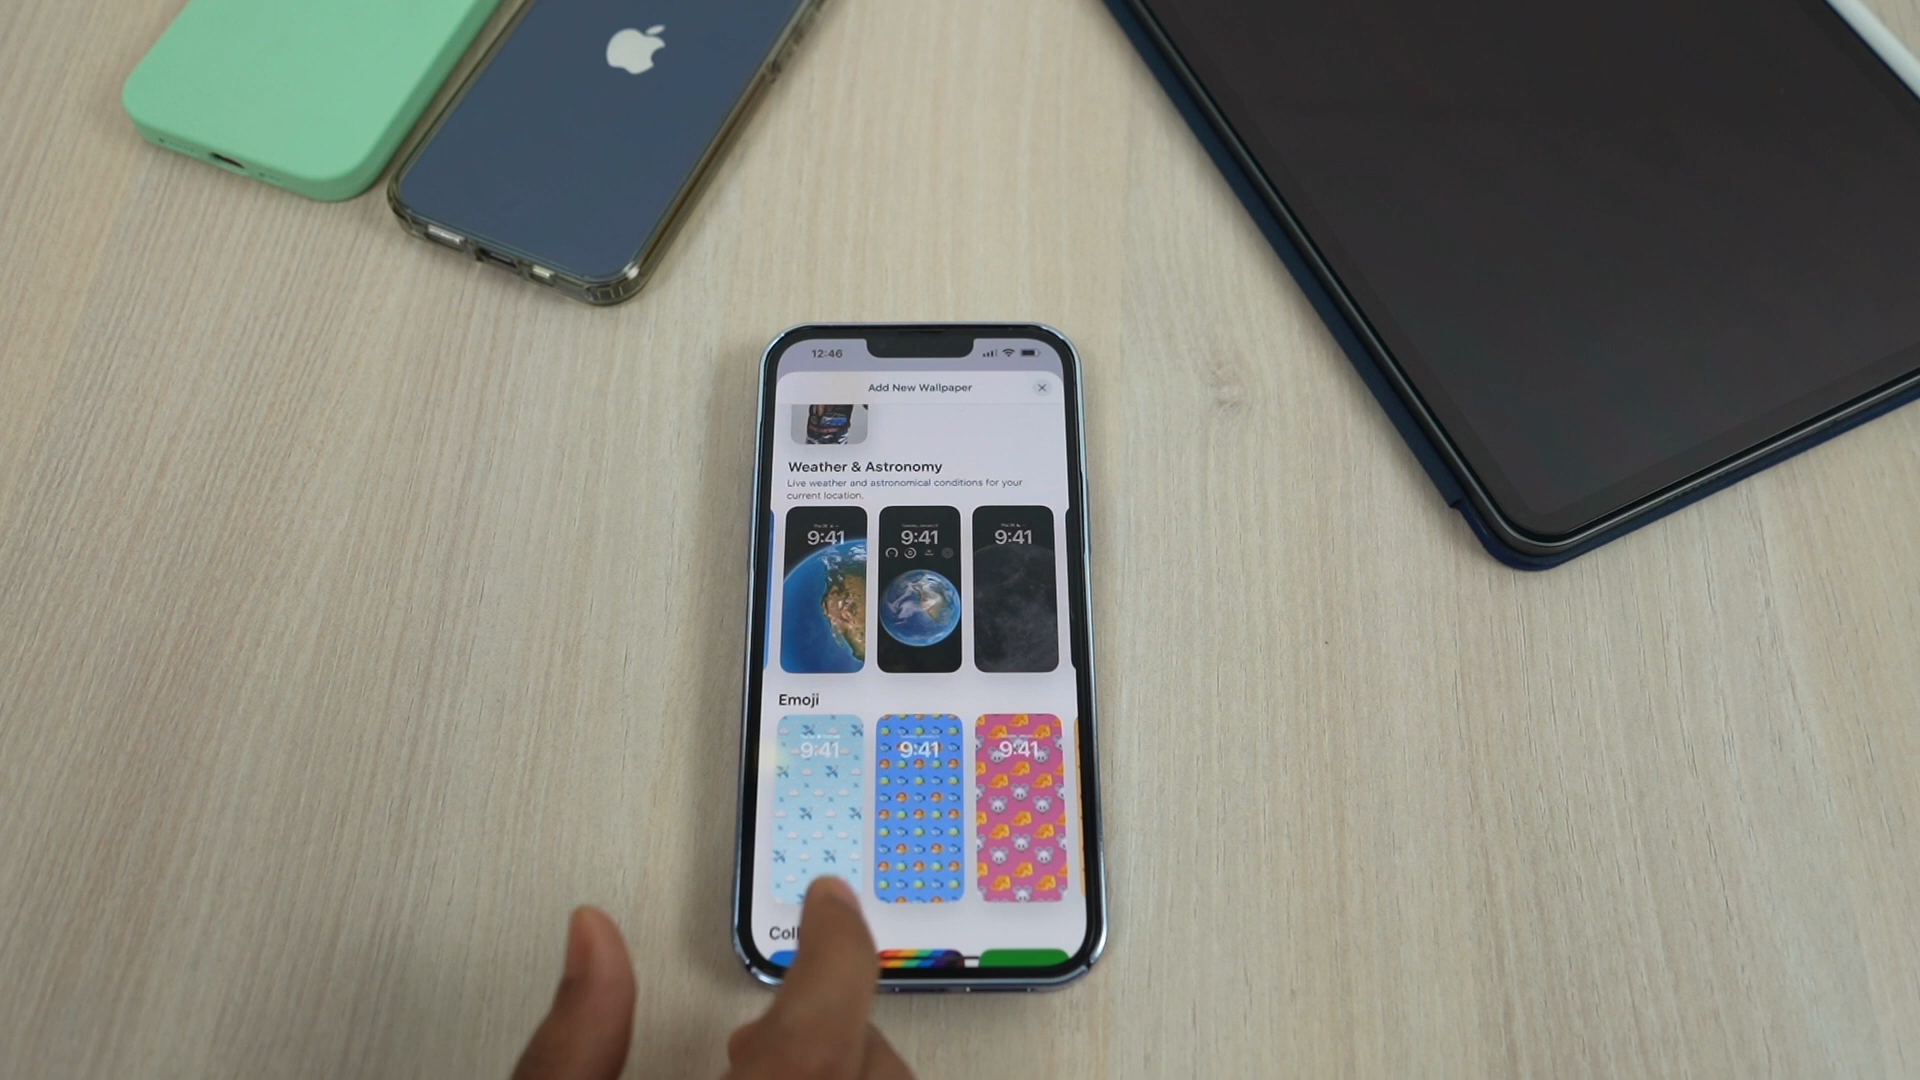 12:46
Add New Wallpaper
Weather & Astronomy
Live weather and astronomical conditions for your
current location.
9:41
9:41
9:41
Emoji
9:41
9:41
9:41
Coll